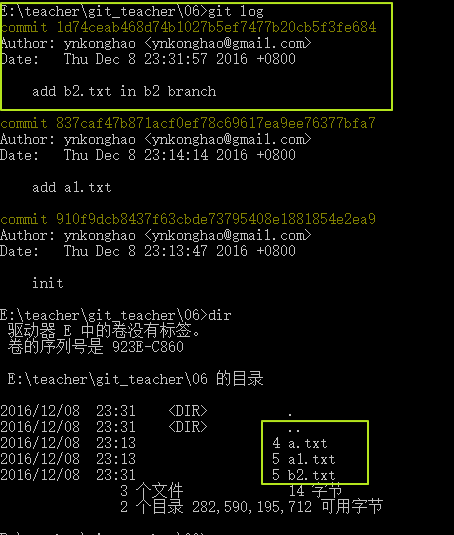 E:\teacher\git_teacher\06>git log
commit 1d74ceab468d74b1027b5ef7477b20cb5f3fe684
Author: ynkonghao <ynkonghao@gmail.com>
Date:   Thu Dec 8 23:31:57 2016 +0800
    add b2.txt in b2 branch
commit 837caf47b871acf0ef78c69617ea9ee76377bfa7
Author: ynkonghao <ynkonghao@gmail.com>
Date:   Thu Dec 8 23:14:14 2016 +0800
    add a1.txt
commit 910f9dcb8437f63cbde73795408e1881854e2ea9
Author: ynkonghao <ynkonghao@gmail.com>
Date:   Thu Dec 8 23:13:47 2016 +0800
    init
E:\teacher\git_teacher\06>dir
 驱动器 E 中的卷没有标签。
 卷的序列号是 923E-C860
 E:\teacher\git_teacher\06 的目录
2016/12/08  23:31    <DIR>          .
2016/12/08  23:31    <DIR>          ..
2016/12/08  23:13                 4 a.txt
2016/12/08  23:13                 5 a1.txt
2016/12/08  23:31                 5 b2.txt
               3 个文件             14 字节
               2 个目录 282,590,195,712 可用字节